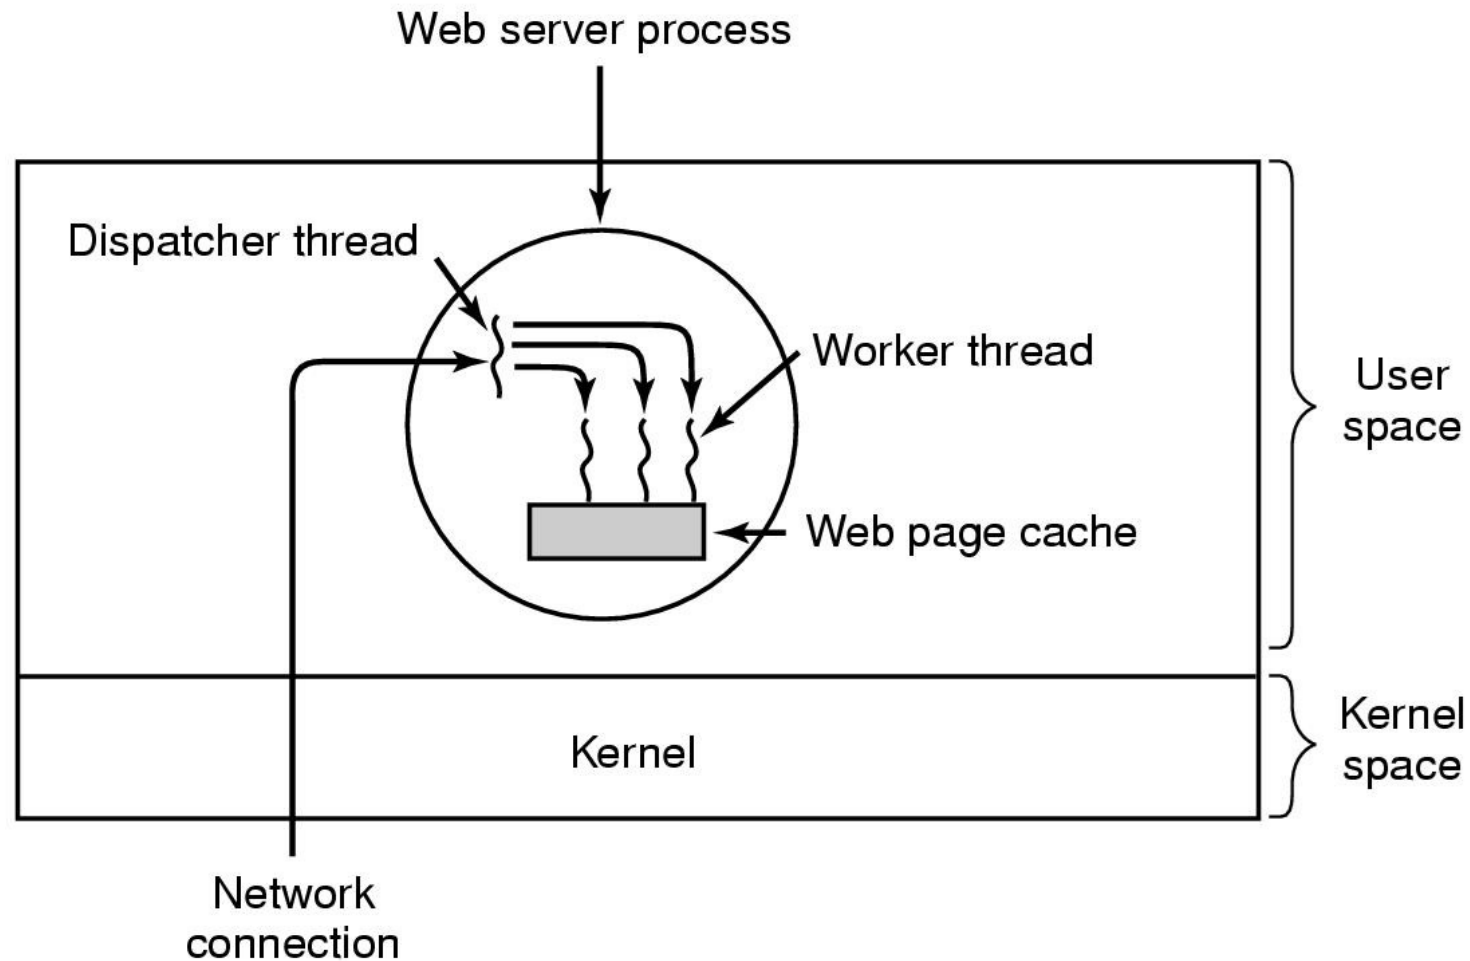 Web server process
Dispatcher thread
Worker thread
User
space
Web page cache
Kernel
Kernel
space
Network
connection